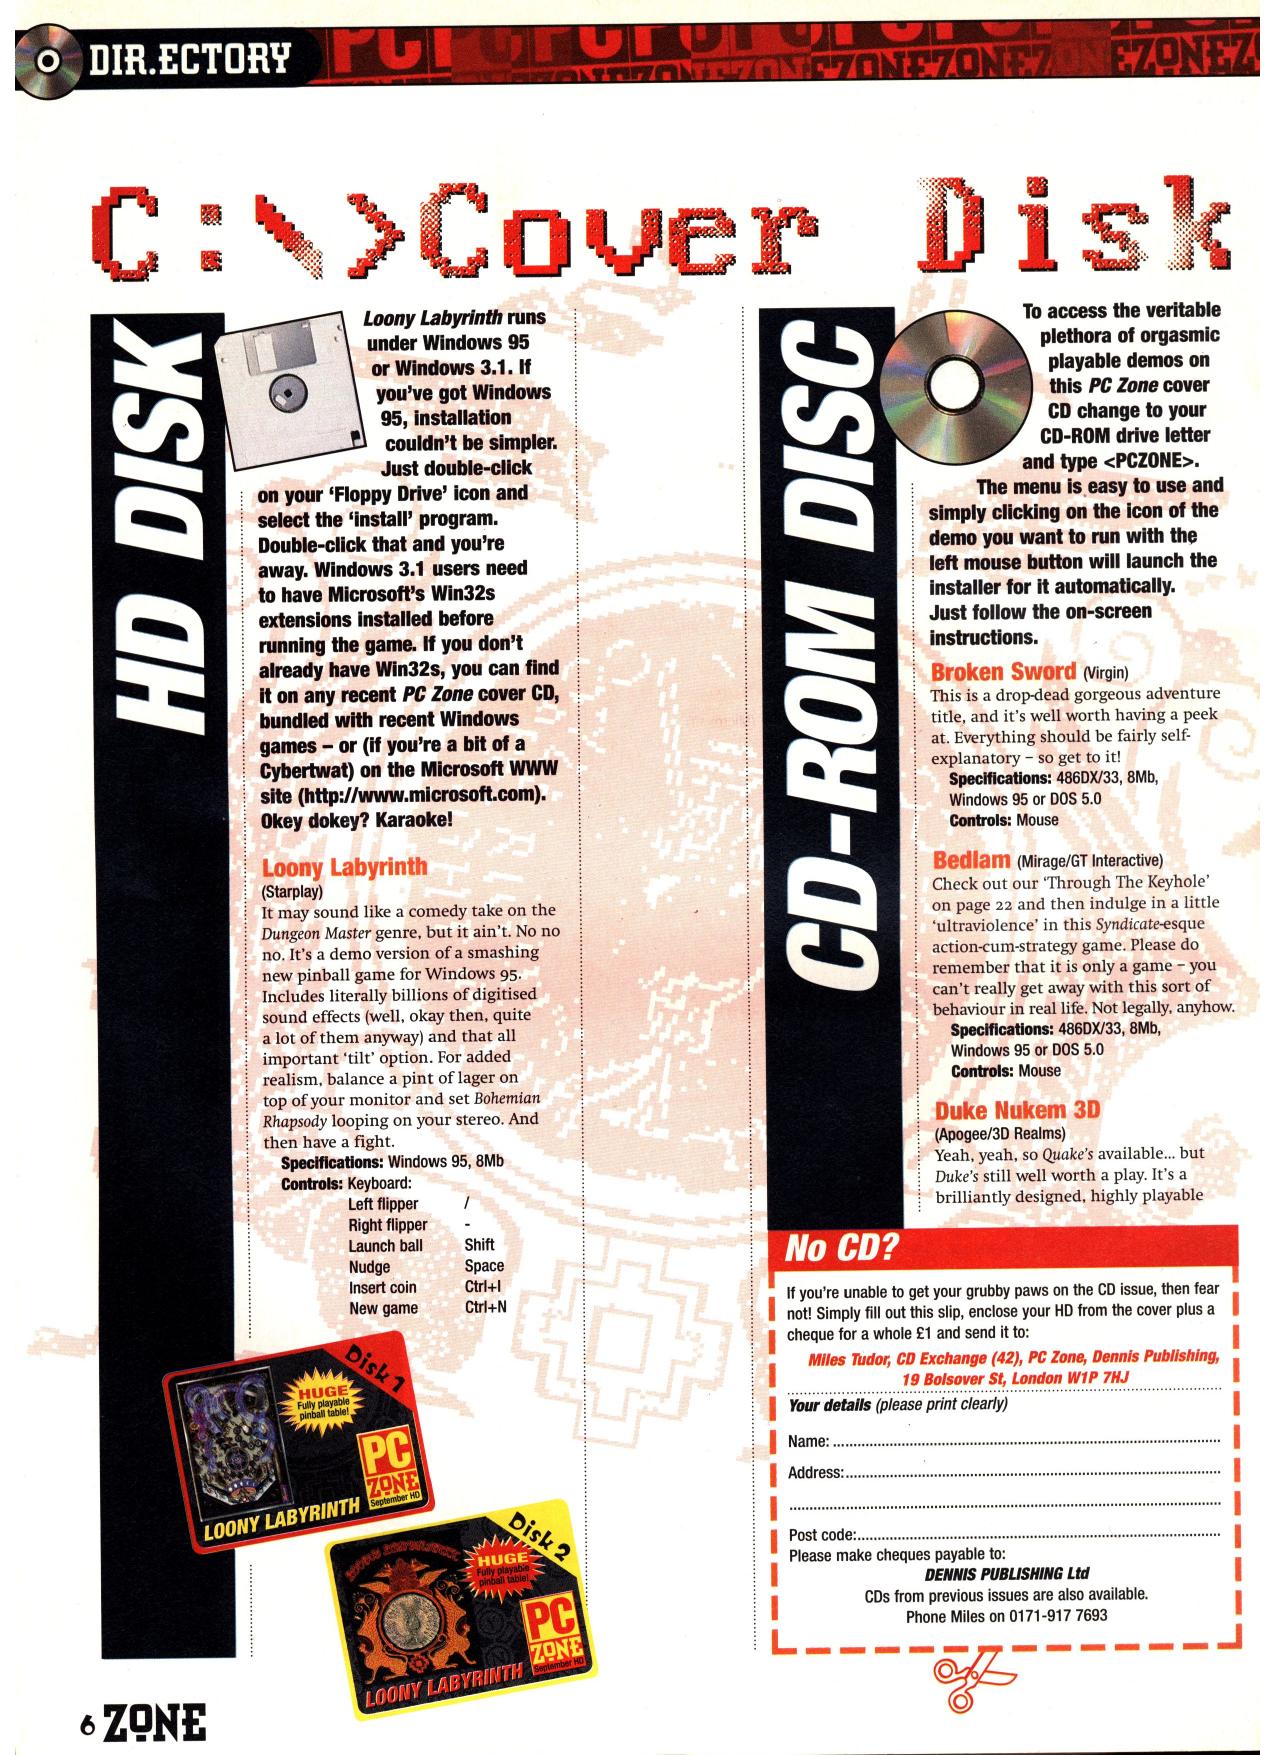 DIR.ECTORY
C:\>Cover Disk
HD DISK
Loony Labyrinth runs
under Windows 95
or Windows 3.1. If
you've got Windows
95, installation
couldn't be simpler.
Just double-click
on your 'Floppy Drive' icon and
select the 'install' program.
Double-click that and you're
away. Windows 3.1 users need
to have Microsoft's Win32s
extensions installed before
running the game. If you don't
already have Win32s, you can find
it on any recent PC Zone cover CD,
bundled with recent Windows
games – or (if you're a bit of a
Cybertwat) on the Microsoft WWW
site (http://www.microsoft.com).
Okey dokey? Karaoke!
Loony Labyrinth
(Starplay)
It may sound like a comedy take on the
Dungeon Master genre, but it ain't. No no
no. It's a demo version of a smashing
new pinball game for Windows 95.
Includes literally billions of digitised
sound effects (well, okay then, quite
a lot of them anyway) and that all
important 'tilt' option. For added
realism, balance a pint of lager on
top of your monitor and set Bohemian
Rhapsody looping on your stereo. And
then have a fight.
Specifications: Windows 95, 8Mb
Controls: Keyboard:
Left flipper /
Right flipper -
Launch ball Shift
Nudge Space
Insert coin Ctrl+I
New game Ctrl+N
Disk 1
HUGE
Fully playable
pinball table!
PC
ZONE
September HD
LOONY LABYRINTH
Disk 2
HUGE
Fully playable
pinball table!
PC
ZONE
September HD
LOONY LABYRINTH
CD-ROM DISC
To access the veritable
plethora of orgasmic
playable demos on
this PC Zone cover
CD change to your
CD-ROM drive letter
and type <PCZONE>.
The menu is easy to use and
simply clicking on the icon of the
demo you want to run with the
left mouse button will launch the
installer for it automatically.
Just follow the on-screen
instructions.
Broken Sword (Virgin)
This is a drop-dead gorgeous adventure
title, and it's well worth having a peek
at. Everything should be fairly self-
explanatory – so get to it!
Specifications: 486DX/33, 8Mb,
Windows 95 or DOS 5.0
Controls: Mouse
Bedlam (Mirage/GT Interactive)
Check out our 'Through The Keyhole'
on page 22 and then indulge in a little
'ultraviolence' in this Syndicate-esque
action-cum-strategy game. Please do
remember that it is only a game – you
can't really get away with this sort of
behaviour in real life. Not legally, anyhow.
Specifications: 486DX/33, 8Mb,
Windows 95 or DOS 5.0
Controls: Mouse
Duke Nukem 3D
(Apogee/3D Realms)
Yeah, yeah, so Quake's available... but
Duke's still well worth a play. It's a
brilliantly designed, highly playable
No CD?
If you're unable to get your grubby paws on the CD issue, then fear
not! Simply fill out this slip, enclose your HD from the cover plus a
cheque for a whole £1 and send it to:
Miles Tudor, CD Exchange (42), PC Zone, Dennis Publishing,
19 Bolsover St, London W1P 7HJ
Your details (please print clearly)
Name:
Address:
Post code:
Please make cheques payable to:
DENNIS PUBLISHING Ltd
CDs from previous issues are also available.
Phone Miles on 0171-917 7693
6 ZONE